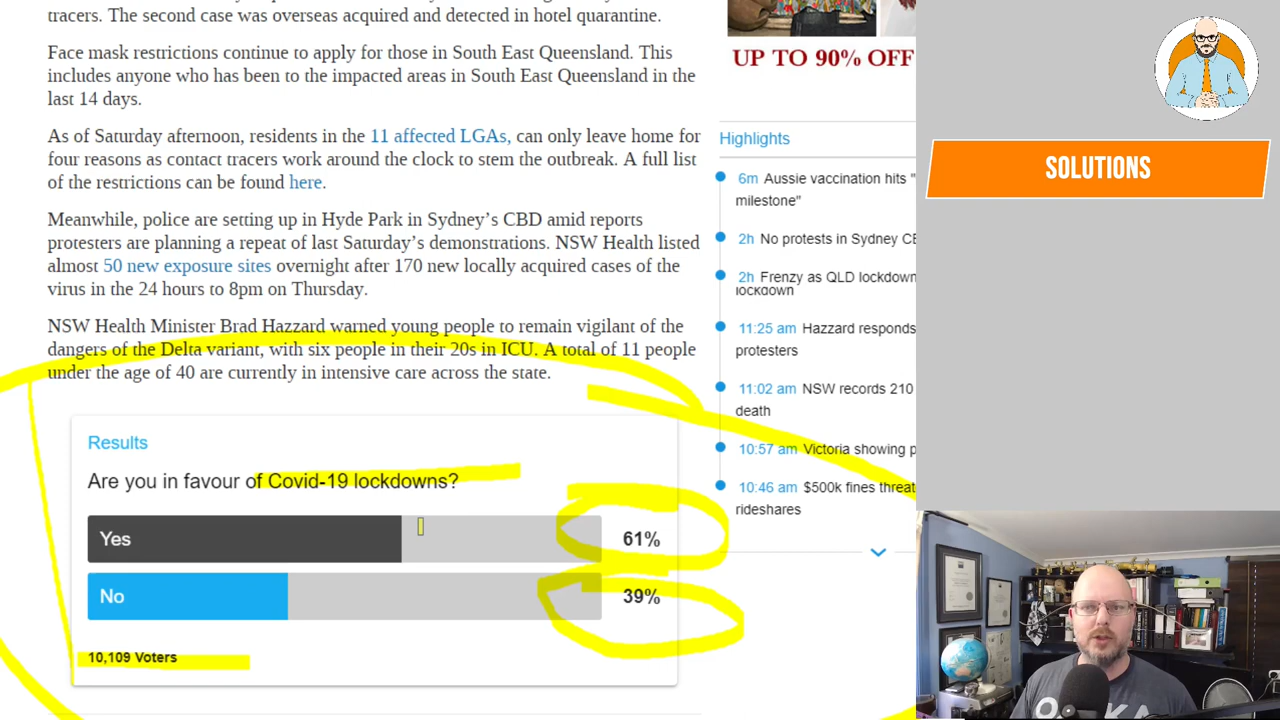 tracers. The second case was overseas acquired and detected in hotel quarantine.
Face mask restrictions continue to apply for those in South East Queensland. This
includes anyone who has been to the impacted areas in South East Queensland in the
last 14 days.
As of Saturday afternoon, residents in the 11 affected LGAs, can only leave home for
four reasons as contact tracers work around the clock to stem the outbreak. A full list
of the restrictions can be found here.
Meanwhile, police are setting up in Hyde Park in Sydney’s CBD amid reports
protesters are planning a repeat of last Saturday’s demonstrations. NSW Health listed
almost 50 new exposure sites overnight after 170 new locally acquired cases of the
virus in the 24 hours to 8pm on Thursday.
NSW Health Minister Brad Hazzard warned young people to remain vigilant of the
dangers of the Delta variant, with six people in their 20s in ICU. A total of 11 people
under the age of 40 are currently in intensive care across the state.
Results
Are you in favour of Covid-19 lockdowns?
Yes 61%
No 39%
10,109 Voters
UP TO 90% OFF
Highlights
6m Aussie vaccination hits "
milestone"
2h No protests in Sydney CB
2h Frenzy as QLD lockdown
lockdown
11:25 am Hazzard responds
protesters
11:02 am NSW records 210
death
10:57 am Victoria showing p
10:46 am $500k fines threat
rideshares
SOLUTIONS